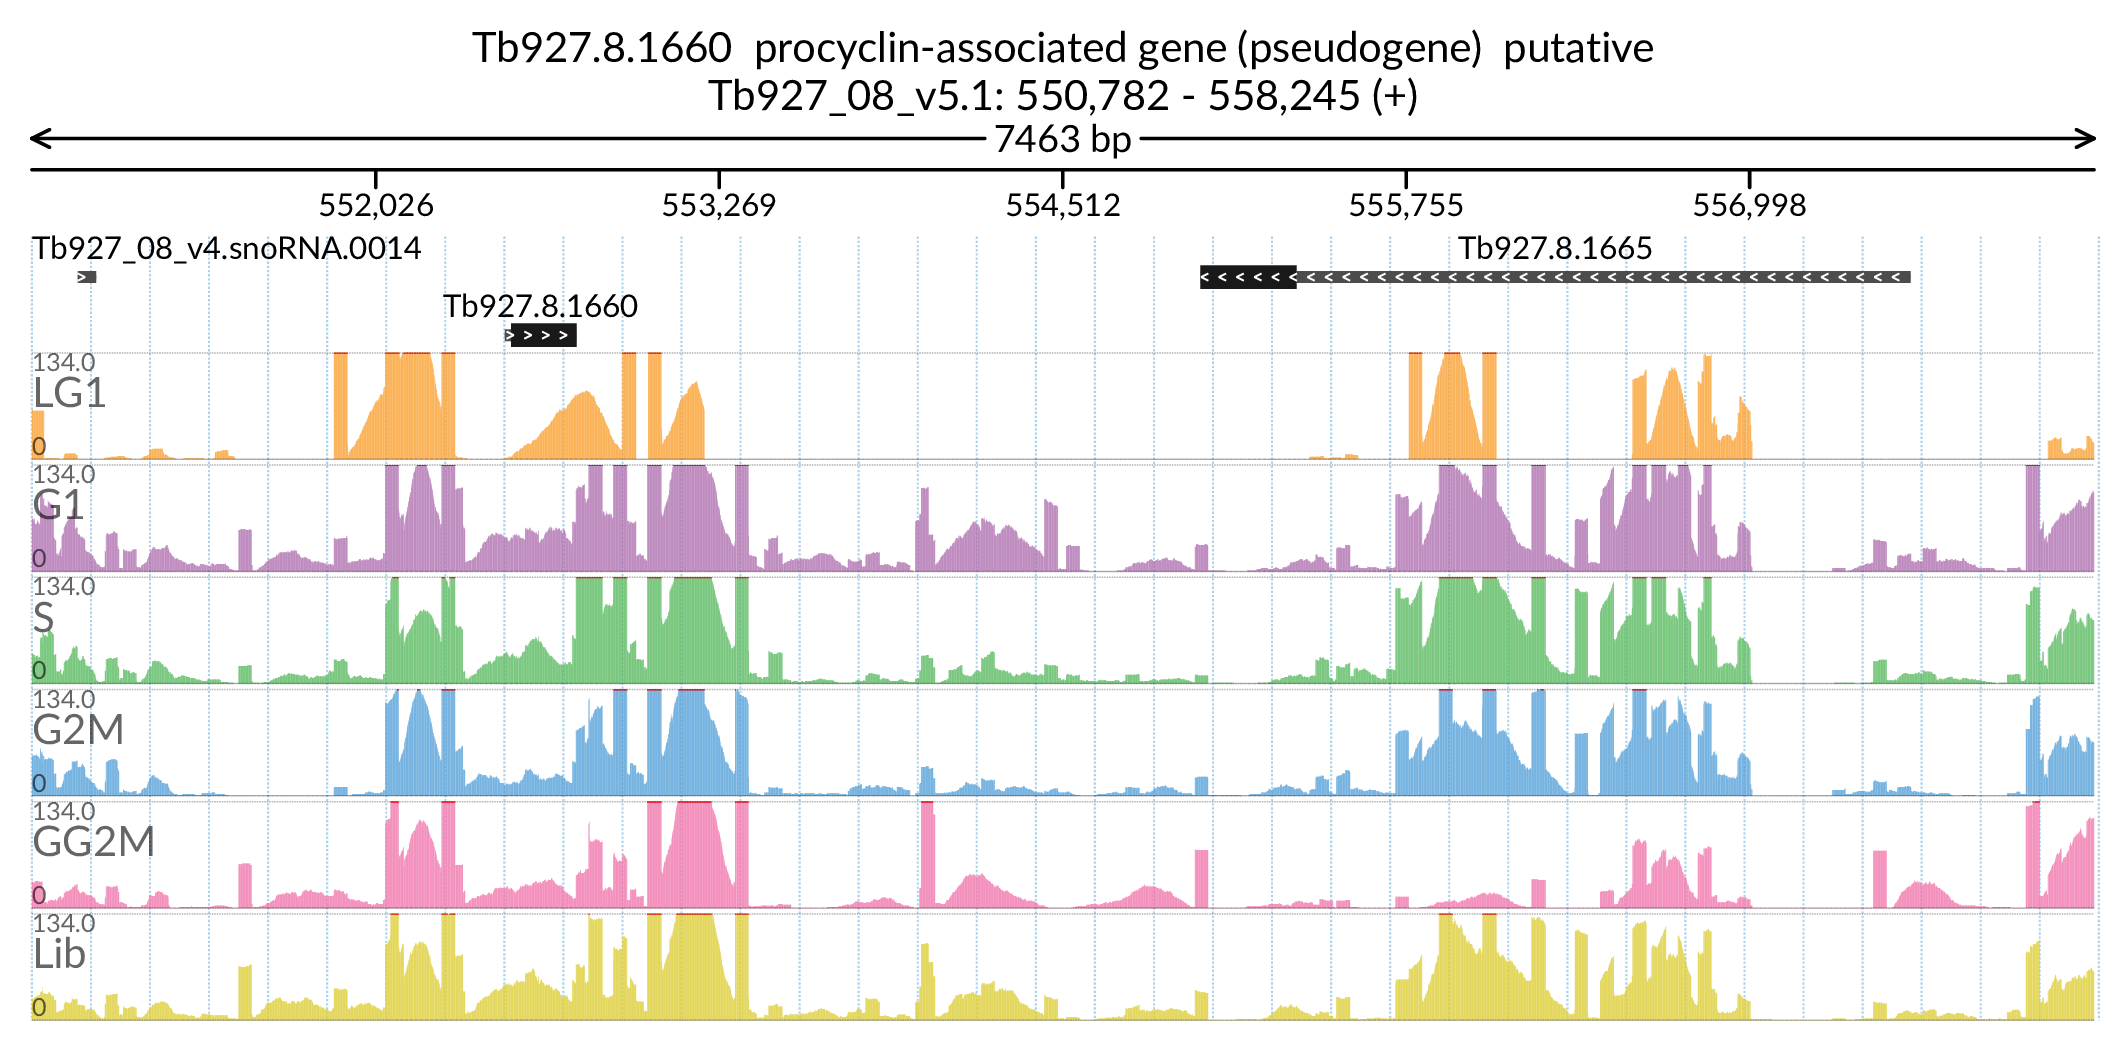 Tb927.8.1660 procyclin-associated gene (pseudogene) putative
Tb927_08_v5.1: 550,782 - 558,245 (+)
7463 bp
552,026 553,269 554,512 555,755 556,998
Tb927_08_v4.snoRNA.0014 Tb927.8.1665
Tb927.8.1660
134.0
LG1
0
134.0
G1
0
134.0
S
0
134.0
G2M
0
134.0
GG2M
0
134.0
Lib
0